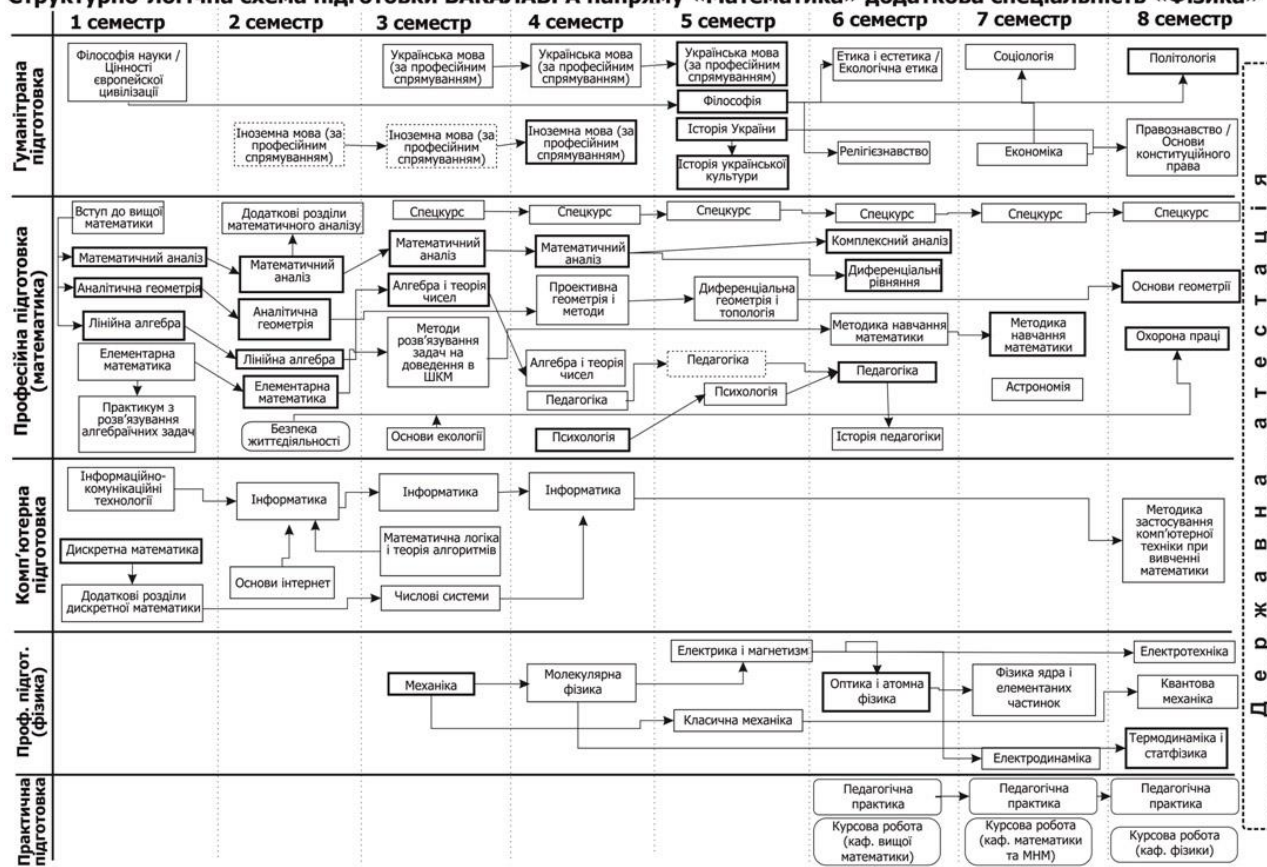 Структурно-логічна схема підготовки БАКАЛАВРА напряму «Математика» додаткова спеціальність «Фізика»
1 семестр
2 семестр
3 семестр
4 семестр
5 семестр
6 семестр
7 семестр
8 семестр
Гуманітрана
підготовка
Філософія науки /
Цінності
європейскої
цивілізації
Українська мова
(за професійним
спрямуванням)
Українська мова
(за професійним
спрямуванням)
Українська мова
(за професійним
спрямуванням)
Етика і естетика /
Екологічна етика
Соціологія
Політологія
Філософія
Іноземна мова (за
професійним
спрямуванням)
Іноземна мова (за
професійним
спрямуванням)
Іноземна мова (за
професійним
спрямуванням)
Історія України
Історія української
культури
Релігієзнавство
Економіка
Правознавство /
Основи
конституційного
права
Професійна підготовка
(математика)
Вступ до вищої
математики
Додаткові розділи
математичного аналізу
Спецкурс
Спецкурс
Спецкурс
Спецкурс
Спецкурс
Спецкурс
Математичний аналіз
Математичний
аналіз
Математичний
аналіз
Математичний
аналіз
Комплексний аналіз
Диференціальні
рівняння
Аналітична геометрія
Аналітична
геометрія
Алгебра і теорія
чисел
Проективна
геометрія і
методи
Диференціальна
геометрія і
топологія
Основи геометрії
Лінійна алгебра
Лінійна алгебра
Методи
розв'язування
задач на
доведення в
ШКМ
Алгебра і теорія
чисел
Методика навчання
математики
Методика
навчання
математики
Охорона праці
Елементарна
математика
Елементарна
математика
Педагогіка
Педагогіка
Психологія
Педагогіка
Астрономія
Практикум з
розв'язування
алгебраїчних задач
Безпека
життєдіяльності
Основи екології
Психологія
Історія педагогіки
Комп'ютерна
підготовка
Інформаційно-
комунікаційні
технології
Інформатика
Інформатика
Інформатика
Дискретна математика
Математична логіка
і теорія алгоритмів
Методика
застосування
комп'ютерної
техніки при
вивченні
математики
Основи інтернет
Додаткові розділи
дискретної математики
Числові системи
Проф. підгот.
(фізика)
Механіка
Молекулярна
фізика
Електрика і магнетизм
Класична механіка
Оптика і атомна
фізика
Фізика ядра і
елементаних
частинок
Електродинаміка
Електротехніка
Квантова
механіка
Термодинаміка і
статфізика
Практична
підготовка
Педагогічна
практика
Педагогічна
практика
Педагогічна
практика
Курсова робота
(каф. вищої
математики)
Курсова робота
(каф. математики
та МНМ)
Курсова робота
(каф. фізики)
Державна атестація